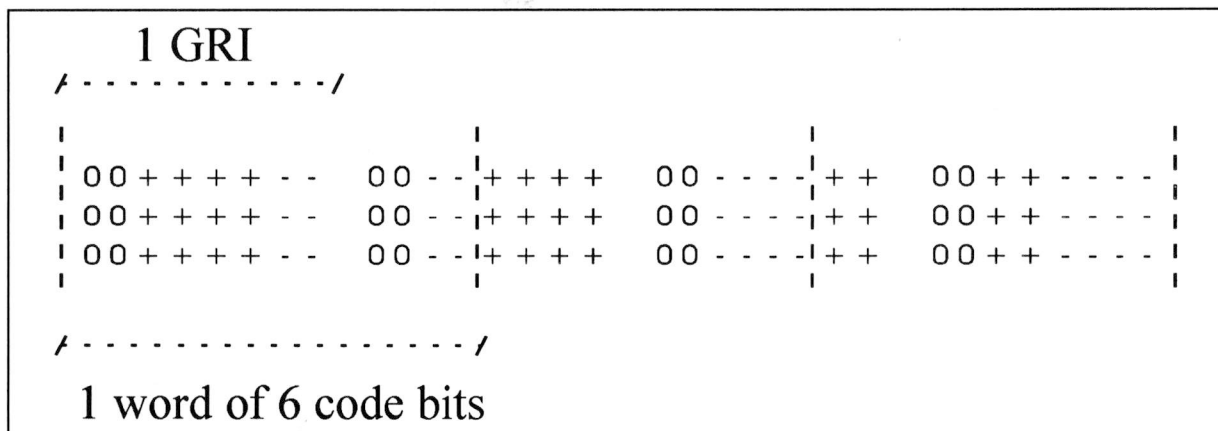 1 GRI
/ - - - - - - - - - - - /
¦ 00 + + + + - - 00 - - ¦ + + + + 00 - - - - ¦ + + 00 + + - - - - ¦
¦ 00 + + + + - - 00 - - ¦ + + + + 00 - - - - ¦ + + 00 + + - - - - ¦
¦ 00 + + + + - - 00 - - ¦ + + + + 00 - - - - ¦ + + 00 + + - - - - ¦
/ - - - - - - - - - - - - - - - - - /
1 word of 6 code bits